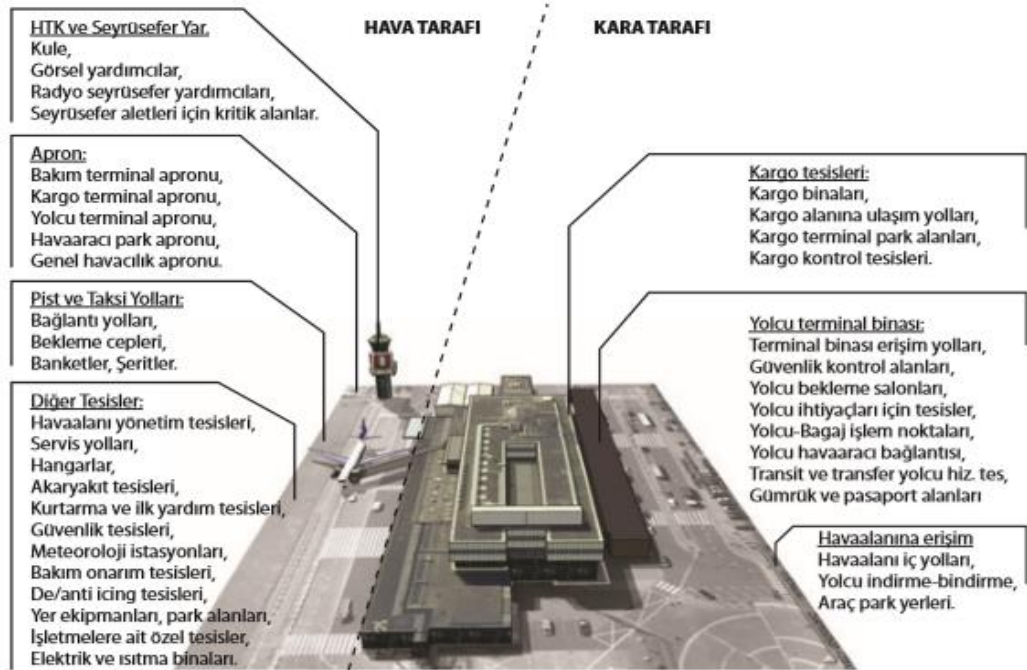 HAVA TARAFI
KARA TARAFI
HTK ve Seyrüsefer Yar.
Kule,
Görsel yardımcılar,
Radyo seyrüsefer yardımcıları,
Seyrüsefer aletleri için kritik alanlar.
Apron:
Bakım terminal apronu,
Kargo terminal apronu,
Yolcu terminal apronu,
Havaaracı park apronu,
Genel havacılık apronu.
Pist ve Taksi Yolları:
Bağlantı yolları,
Bekleme cepleri,
Banketler, Şeritler.
Diğer Tesisler:
Havaalanı yönetim tesisleri,
Servis yolları,
Hangarlar,
Akaryakıt tesisleri,
Kurtarma ve ilk yardım tesisleri,
Güvenlik tesisleri,
Meteoroloji istasyonları,
Bakım onarım tesisleri,
De/anti icing tesisleri,
Yer ekipmanları, park alanları,
İşletmelere ait özel tesisler,
Elektrik ve ısıtma binaları.
Kargo tesisleri:
Kargo binaları,
Kargo alanına ulaşım yolları,
Kargo terminal park alanları,
Kargo kontrol tesisleri.
Yolcu terminal binası:
Terminal binası erişim yolları,
Güvenlik kontrol alanları,
Yolcu bekleme salonları,
Yolcu ihtiyaçları için tesisler,
Yolcu-Bagaj işlem noktaları,
Yolcu havaaracı bağlantısı,
Transit ve transfer yolcu hiz. tes,
Gümrük ve pasaport alanları
Havaalanına erişim
Havaalanı iç yolları,
Yolcu indirme-bindirme,
Araç park yerleri.